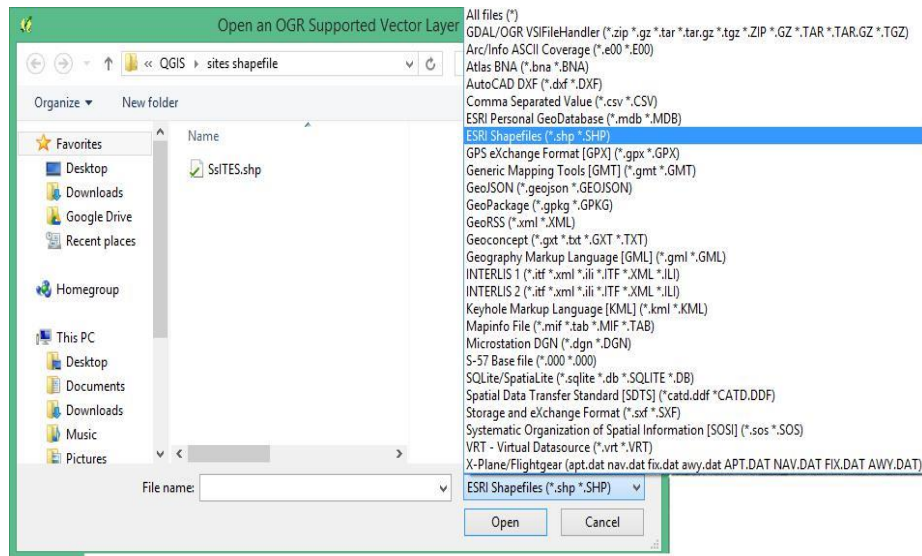 Open an OGR Supported Vector Layer
« QGIS ▸ sites shapefile
Organize ▾ New folder
Favorites
Desktop
Downloads
Google Drive
Recent places
Homegroup
This PC
Desktop
Documents
Downloads
Music
Pictures
Name
SsITES.shp
File name:
ESRI Shapefiles (*.shp *.SHP)
Open Cancel
All files (*)
GDAL/OGR VSIFileHandler (*.zip *.gz *.tar *.tar.gz *.tgz *.ZIP *.GZ *.TAR *.TAR.GZ *.TGZ)
Arc/Info ASCII Coverage (*.e00 *.E00)
Atlas BNA (*.bna *.BNA)
AutoCAD DXF (*.dxf *.DXF)
Comma Separated Value (*.csv *.CSV)
ESRI Personal GeoDatabase (*.mdb *.MDB)
ESRI Shapefiles (*.shp *.SHP)
GPS eXchange Format [GPX] (*.gpx *.GPX)
Generic Mapping Tools [GMT] (*.gmt *.GMT)
GeoJSON (*.geojson *.GEOJSON)
GeoPackage (*.gpkg *.GPKG)
GeoRSS (*.xml *.XML)
Geoconcept (*.gxt *.txt *.GXT *.TXT)
Geography Markup Language [GML] (*.gml *.GML)
INTERLIS 1 (*.itf *.xml *.ili *.ITF *.XML *.ILI)
INTERLIS 2 (*.itf *.xml *.ili *.ITF *.XML *.ILI)
Keyhole Markup Language [KML] (*.kml *.KML)
Mapinfo File (*.mif *.tab *.MIF *.TAB)
Microstation DGN (*.dgn *.DGN)
S-57 Base file (*.000 *.000)
SQLite/SpatiaLite (*.sqlite *.db *.SQLITE *.DB)
Spatial Data Transfer Standard [SDTS] (*catd.ddf *CATD.DDF)
Storage and eXchange Format (*.sxf *.SXF)
Systematic Organization of Spatial Information [SOSI] (*.sos *.SOS)
VRT - Virtual Datasource (*.vrt *.VRT)
X-Plane/Flightgear (apt.dat nav.dat fix.dat awy.dat APT.DAT NAV.DAT FIX.DAT AWY.DAT)